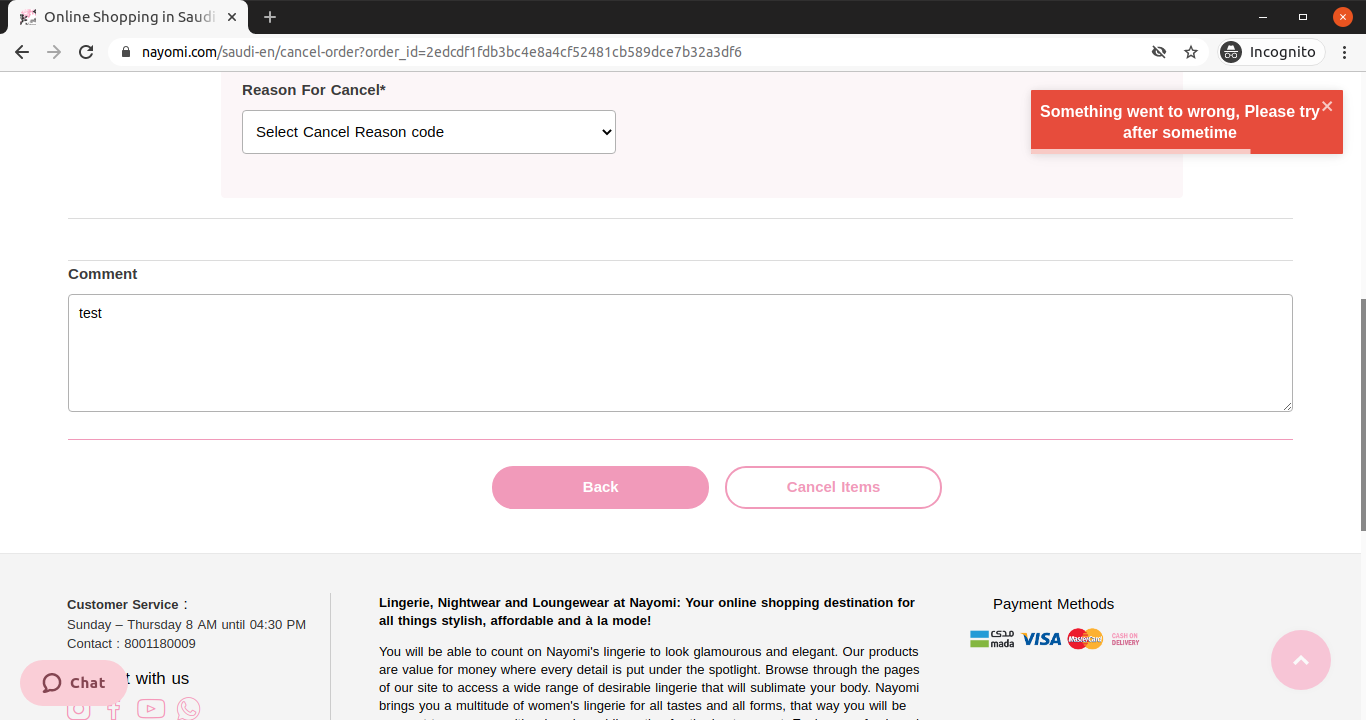 Online Shopping in Saudi
nayomi.com/saudi-en/cancel-order?order_id=2edcdf1fdb3bc4e8a4cf52481cb589dce7b32a3df6
Incognito
Reason For Cancel*
Select Cancel Reason code
Something went to wrong, Please try
after sometime
Comment
test
Back
Cancel Items
Customer Service :
Sunday – Thursday 8 AM until 04:30 PM
Contact : 8001180009
t with us
Chat
Lingerie, Nightwear and Loungewear at Nayomi: Your online shopping destination for
all things stylish, affordable and à la mode!
You will be able to count on Nayomi's lingerie to look glamourous and elegant. Our products
are value for money where every detail is put under the spotlight. Browse through the pages
of our site to access a wide range of desirable lingerie that will sublimate your body. Nayomi
brings you a multitude of women's lingerie for all tastes and all forms, that way you will be
Payment Methods
مدى
mada
VISA
MasterCard
CASH ON
DELIVERY